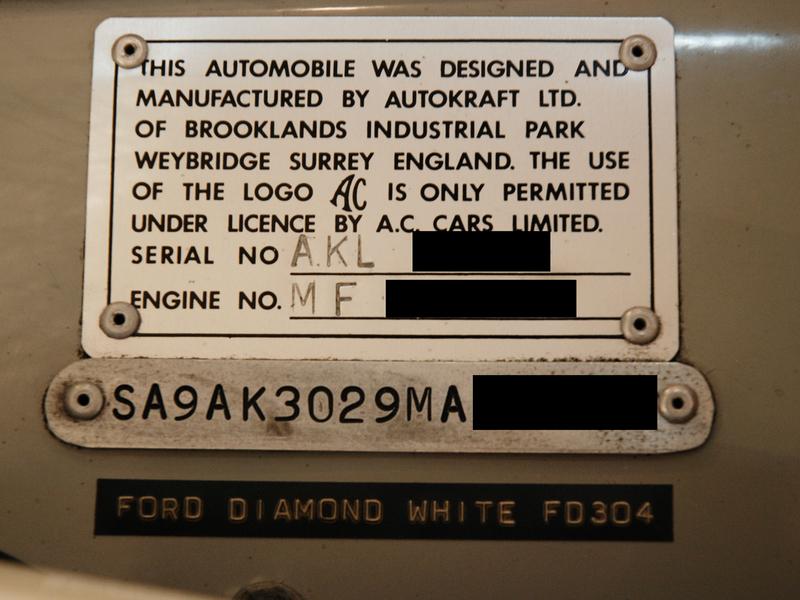 THIS AUTOMOBILE WAS DESIGNED AND
MANUFACTURED BY AUTOKRAFT LTD.
OF BROOKLANDS INDUSTRIAL PARK
WEYBRIDGE SURREY ENGLAND. THE USE
OF THE LOGO AC IS ONLY PERMITTED
UNDER LICENCE BY A.C. CARS LIMITED.
SERIAL NO AKL
ENGINE NO. MF
SA9AK3029MA
FORD DIAMOND WHITE FD304